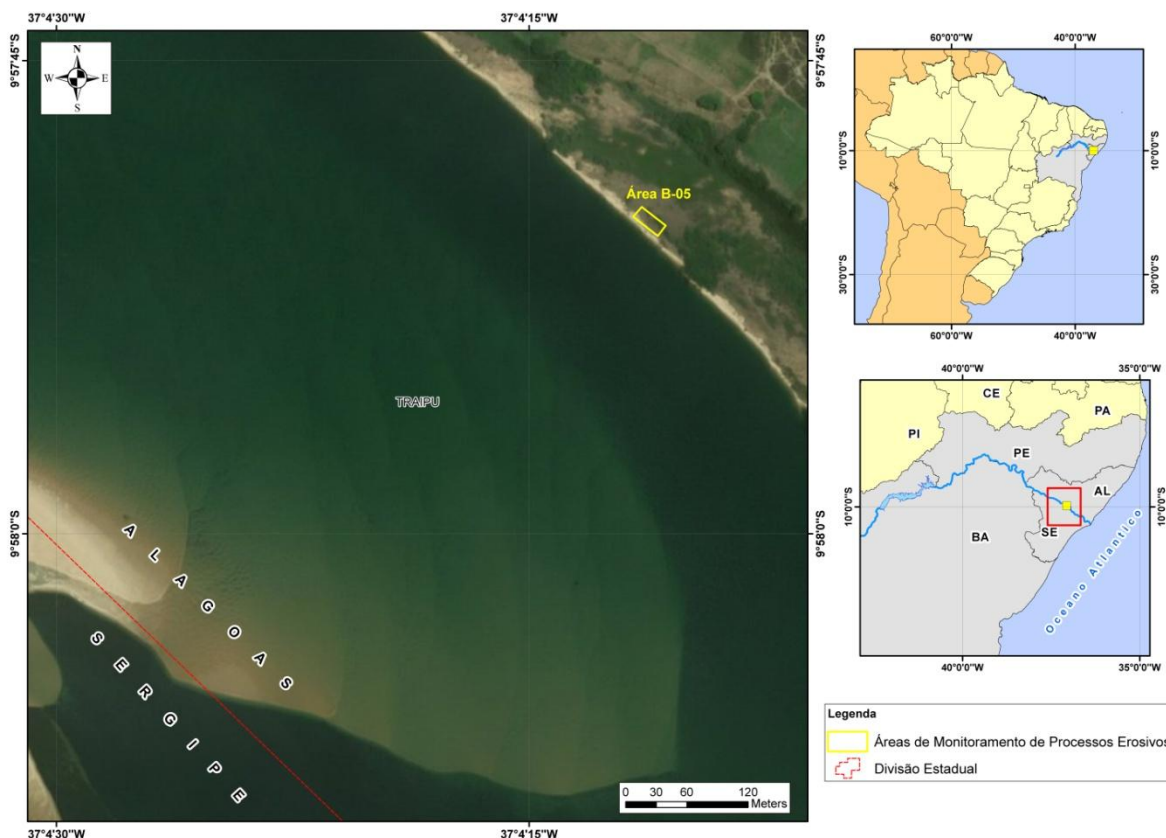 37°4'30"W
37°4'15"W
9°57'45"S
9°57'45"S
N
W
E
S
Área B-05
TRAIPU
9°58'0"S
9°58'0"S
ALAGOAS
SERGIPE
0 30 60 120
Meters
37°4'30"W
37°4'15"W
60°0'0"W
40°0'0"W
10°0'0"S
10°0'0"S
30°0'0"S
30°0'0"S
60°0'0"W
40°0'0"W
40°0'0"W
35°0'0"W
CE
PA
PI
PE
AL
10°0'0"S
10°0'0"S
SE
BA
Oceano Atlantico
40°0'0"W
35°0'0"W
Legenda
Áreas de Monitoramento de Processos Erosivos
Divisão Estadual